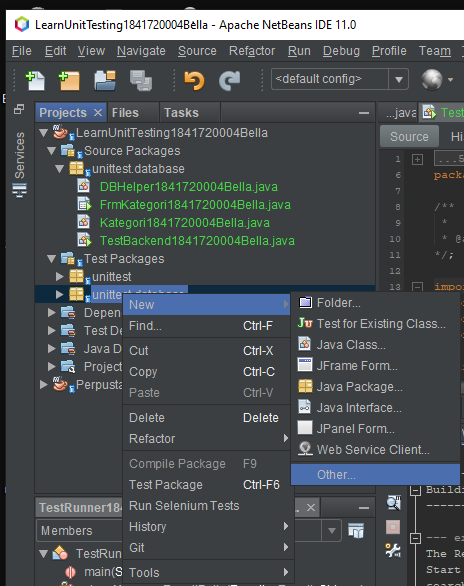 LearnUnitTesting1841720004Bella - Apache NetBeans IDE 11.0
File Edit View Navigate Source Refactor Run Debug Profile Team
<default config>
Projects Files Tasks
...java Test
Services
Source Hi
LearnUnitTesting1841720004Bella
Source Packages
unittest.database
DBHelper1841720004Bella.java
FrmKategori1841720004Bella.java
Kategori1841720004Bella.java
TestBackend1841720004Bella.java
Test Packages
unittest
unittest.database
Depen
Test De
Java D
Project
Perpusta
1 ...5
6 packa
7
8 /**
9 *
10 * @a
11 */
12
13 impor
New
Find... Ctrl-F
Cut Ctrl-X
Copy Ctrl-C
Paste Ctrl-V
Delete Delete
Refactor
Compile Package F9
Test Package Ctrl-F6
Run Selenium Tests
History
Git
Tools
Folder...
Test for Existing Class...
Java Class...
JFrame Form...
Java Package...
Java Interface...
JPanel Form...
Web Service Client...
Other...
TestRunner184
Members
TestRunn
main(S
Buildin
-------
--- ex
The Re
Start